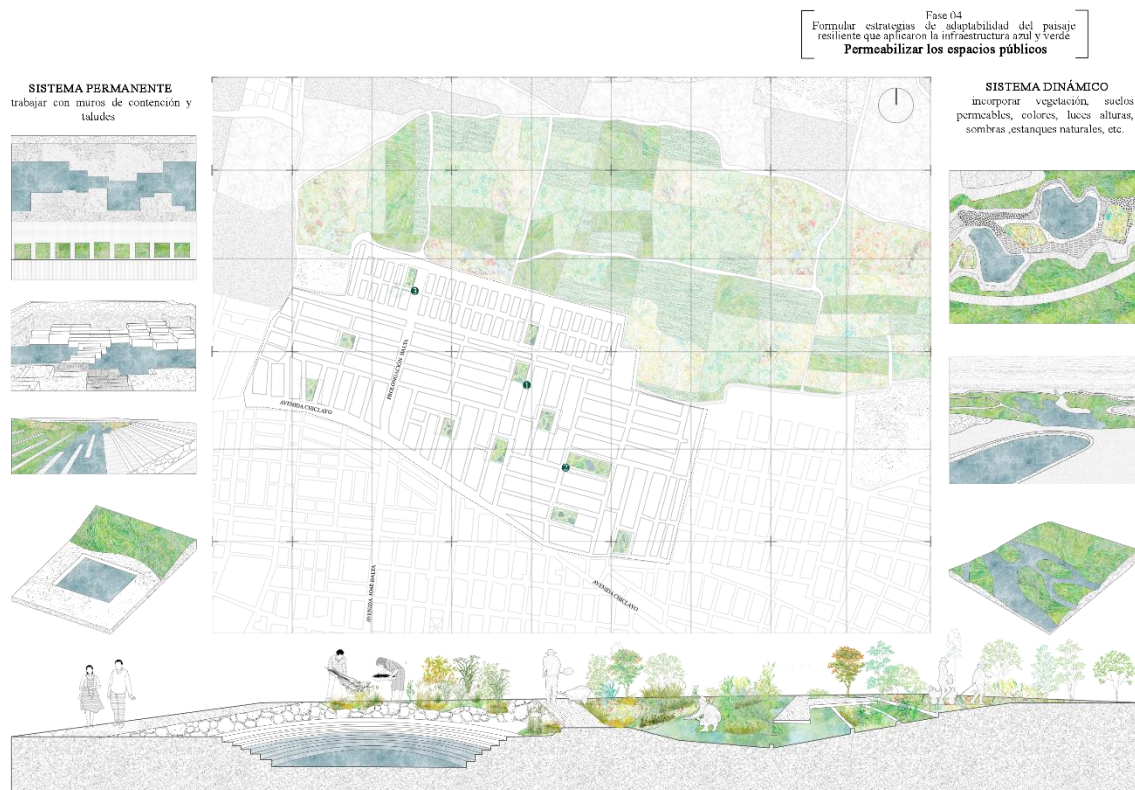 Fase 04
Formular estrategias de adaptabilidad del paisaje
resiliente que aplicaron la infraestructura azul y verde
Permeabilizar los espacios públicos
SISTEMA PERMANENTE
trabajar con muros de contención y
taludes
SISTEMA DINÁMICO
incorporar vegetación, suelos
permeables, colores, luces alturas,
sombras ,estanques naturales, etc.
3
PROLONGACIÓN BALTA
1
AVENIDA CHICLAYO
2
AVENIDA JOSÉ BALTA
AVENIDA CHICLAYO